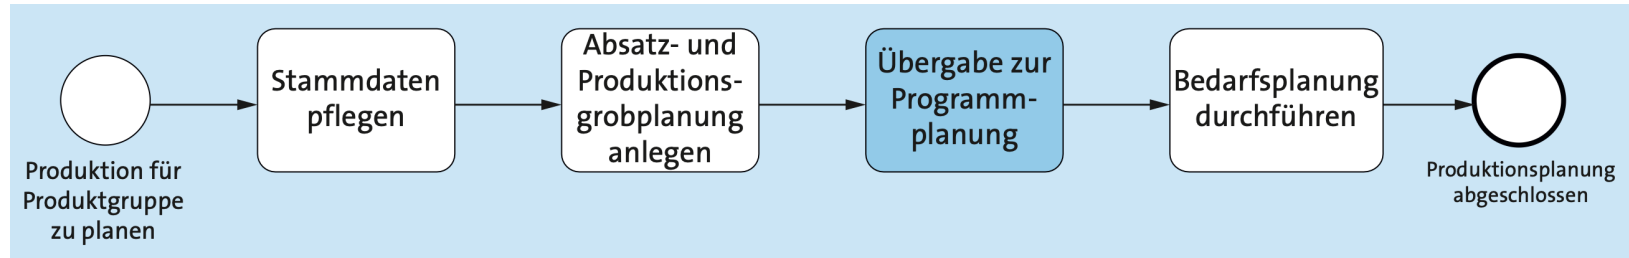 Produktion für
Produktgruppe
zu planen
Stammdaten
pflegen
Absatz- und
Produktions-
grobplanung
anlegen
Übergabe zur
Programm-
planung
Bedarfsplanung
durchführen
Produktionsplanung
abgeschlossen